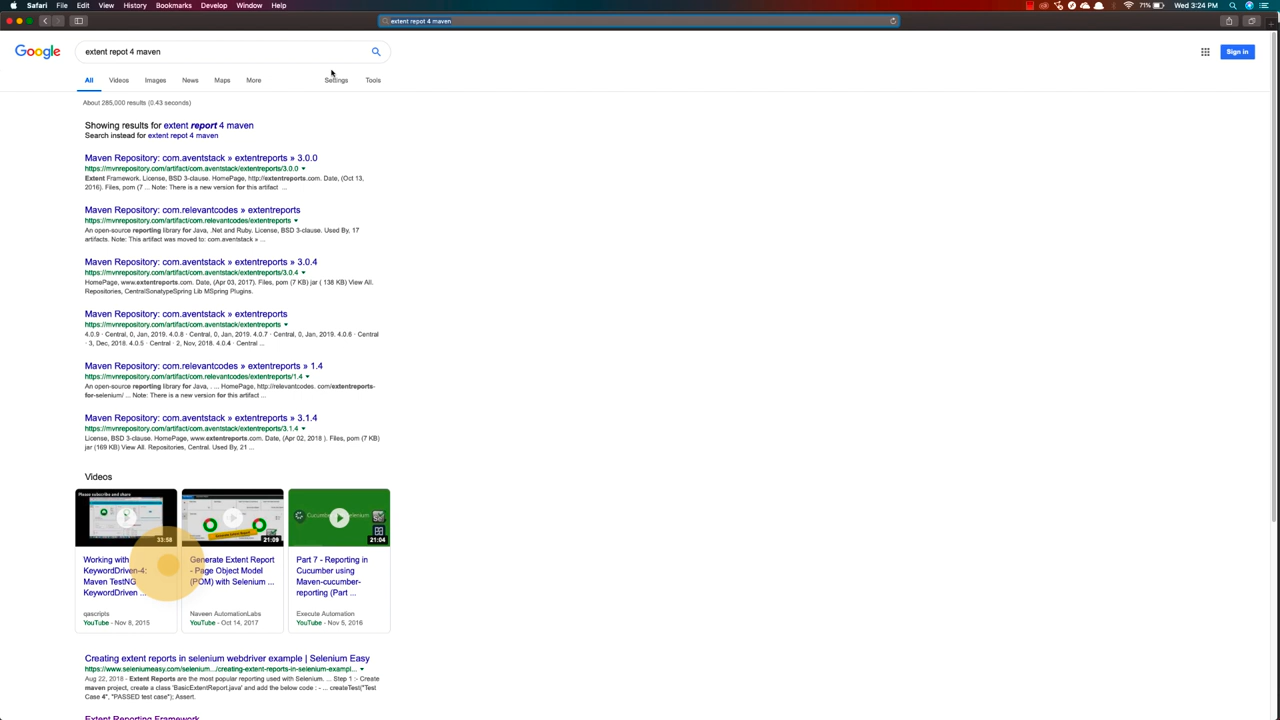 Safari File Edit View History Bookmarks Develop Window Help 71% Wed 3:24 PM
extent repot 4 maven
Google extent repot 4 maven Sign in
All Videos Images News Maps More Settings Tools
About 285,000 results (0.43 seconds)
Showing results for extent report 4 maven
Search instead for extent repot 4 maven
Maven Repository: com.aventstack » extentreports » 3.0.0
https://mvnrepository.com/artifact/com.aventstack/extentreports/3.0.0
Extent Framework. License, BSD 3-clause. HomePage, http://extentreports.com. Date, (Oct 13,
2016). Files, pom (7 ... Note: There is a new version for this artifact ...
Maven Repository: com.relevantcodes » extentreports
https://mvnrepository.com/artifact/com.relevantcodes/extentreports
An open-source reporting library for Java, .Net and Ruby. License, BSD 3-clause. Used By, 17
artifacts. Note: This artifact was moved to: com.aventstack » ...
Maven Repository: com.aventstack » extentreports » 3.0.4
https://mvnrepository.com/artifact/com.aventstack/extentreports/3.0.4
HomePage, www.extentreports.com. Date, (Apr 03, 2017). Files, pom (7 KB) jar ( 138 KB) View All.
Repositories, CentralSonatypeSpring Lib MSpring Plugins.
Maven Repository: com.aventstack » extentreports
https://mvnrepository.com/artifact/com.aventstack/extentreports
4.0.9 · Central, 0, Jan, 2019. 4.0.8 · Central, 0, Jan, 2019. 4.0.7 · Central, 0, Jan, 2019. 4.0.6 · Central
· 3, Dec, 2018. 4.0.5 · Central · 2, Nov, 2018. 4.0.4 · Central ...
Maven Repository: com.relevantcodes » extentreports » 1.4
https://mvnrepository.com/artifact/com.relevantcodes/extentreports/1.4
An open-source reporting library for Java, . ... HomePage, http://relevantcodes. com/extentreports-
for-selenium/ ... Note: There is a new version for this artifact ...
Maven Repository: com.aventstack » extentreports » 3.1.4
https://mvnrepository.com/artifact/com.aventstack/extentreports/3.1.4
License, BSD 3-clause. HomePage, www.extentreports.com. Date, (Apr 02, 2018 ). Files, pom (7 KB)
jar (169 KB) View All. Repositories, Central. Used By, 21 ...
Videos
Please subscribe and share
33:58
Working with
KeywordDriven-4:
Maven TestNG
KeywordDriven ...
qascripts
YouTube - Nov 8, 2015
21:09
Generate Extent Report
- Page Object Model
(POM) with Selenium ...
Naveen AutomationLabs
YouTube - Oct 14, 2017
21:04
Part 7 - Reporting in
Cucumber using
Maven-cucumber-
reporting (Part ...
Execute Automation
YouTube - Nov 5, 2016
Creating extent reports in selenium webdriver example | Selenium Easy
https://www.seleniumeasy.com/selenium.../creating-extent-reports-in-selenium-exampl...
Aug 22, 2018 - Extent Reports are the most popular reporting used with Selenium. ... Step 1 :- Create
maven project, create a class 'BasicExtentReport.java' and add the below code : - ... createTest("Test
Case 4", "PASSED test case"); Assert.
Extent Reporting Framework